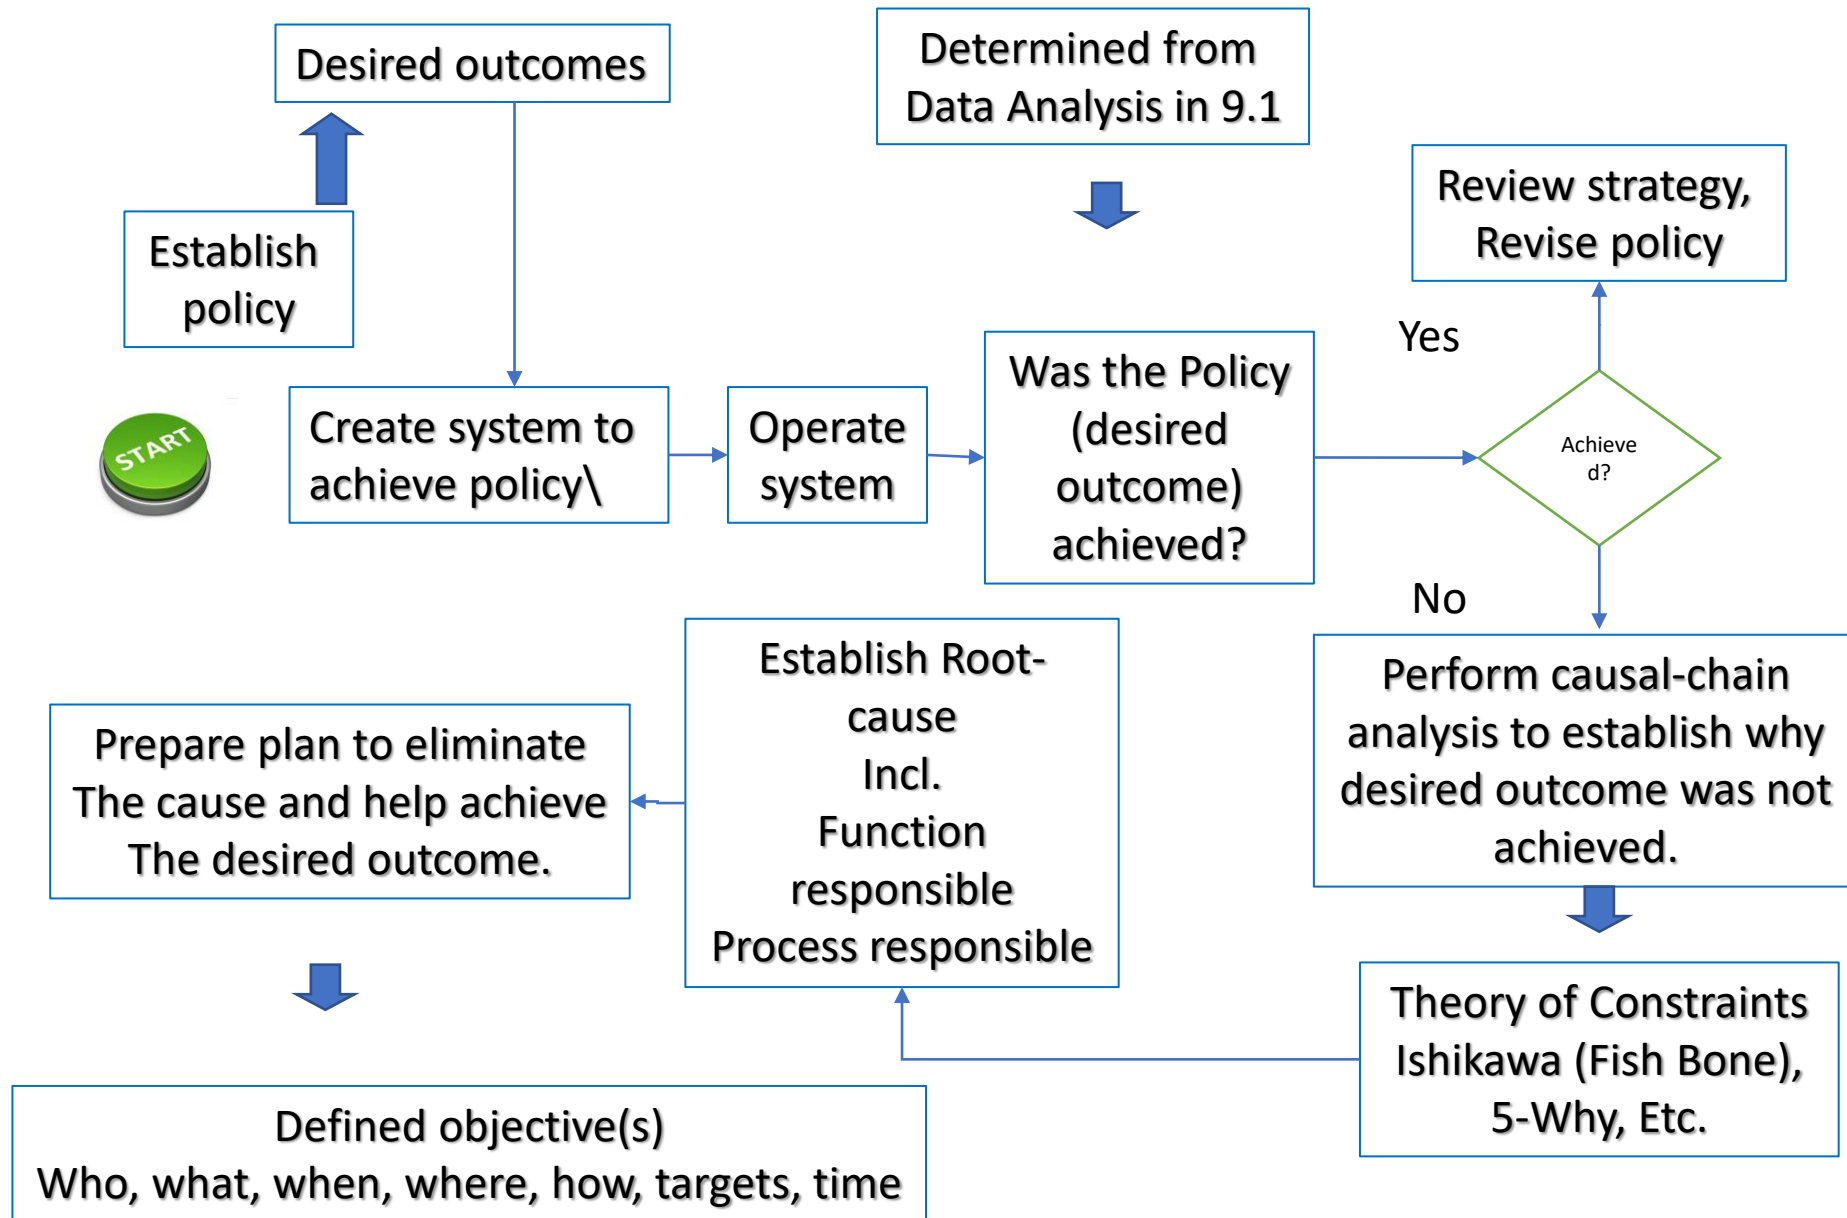 Desired outcomes
Determined from
Data Analysis in 9.1
Review strategy,
Revise policy
Establish
policy
Yes
START
Create system to
achieve policy\
Operate
system
Was the Policy
(desired
outcome)
achieved?
Achieve
d?
No
Perform causal-chain
analysis to establish why
desired outcome was not
achieved.
Establish Root-
cause
Incl.
Function
responsible
Process responsible
Prepare plan to eliminate
The cause and help achieve
The desired outcome.
Theory of Constraints
Ishikawa (Fish Bone),
5-Why, Etc.
Defined objective(s)
Who, what, when, where, how, targets, time